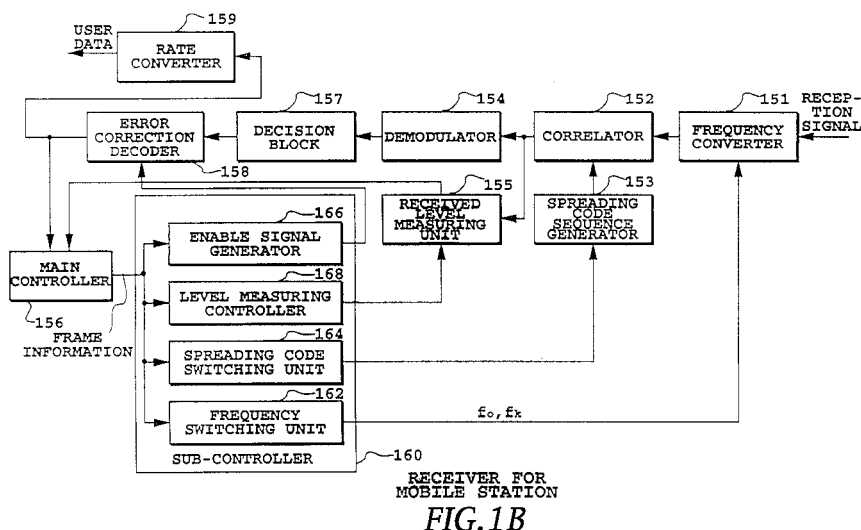 159
USER
DATA
RATE
CONVERTER
157
154
152
151
RECEP-
TION
SIGNAL
ERROR
CORRECTION
DECODER
DECISION
BLOCK
DEMODULATOR
CORRELATOR
FREQUENCY
CONVERTER
158
155
153
166
RECEIVED
LEVEL
MEASURING
UNIT
SPREADING
CODE
SEQUENCE
GENERATOR
ENABLE SIGNAL
GENERATOR
MAIN
CONTROLLER
168
LEVEL MEASURING
CONTROLLER
156
FRAME
INFORMATION
164
SPREADING CODE
SWITCHING UNIT
162
FREQUENCY
SWITCHING UNIT
fo,fk
SUB-CONTROLLER
160
RECEIVER FOR
MOBILE STATION
FIG.1B